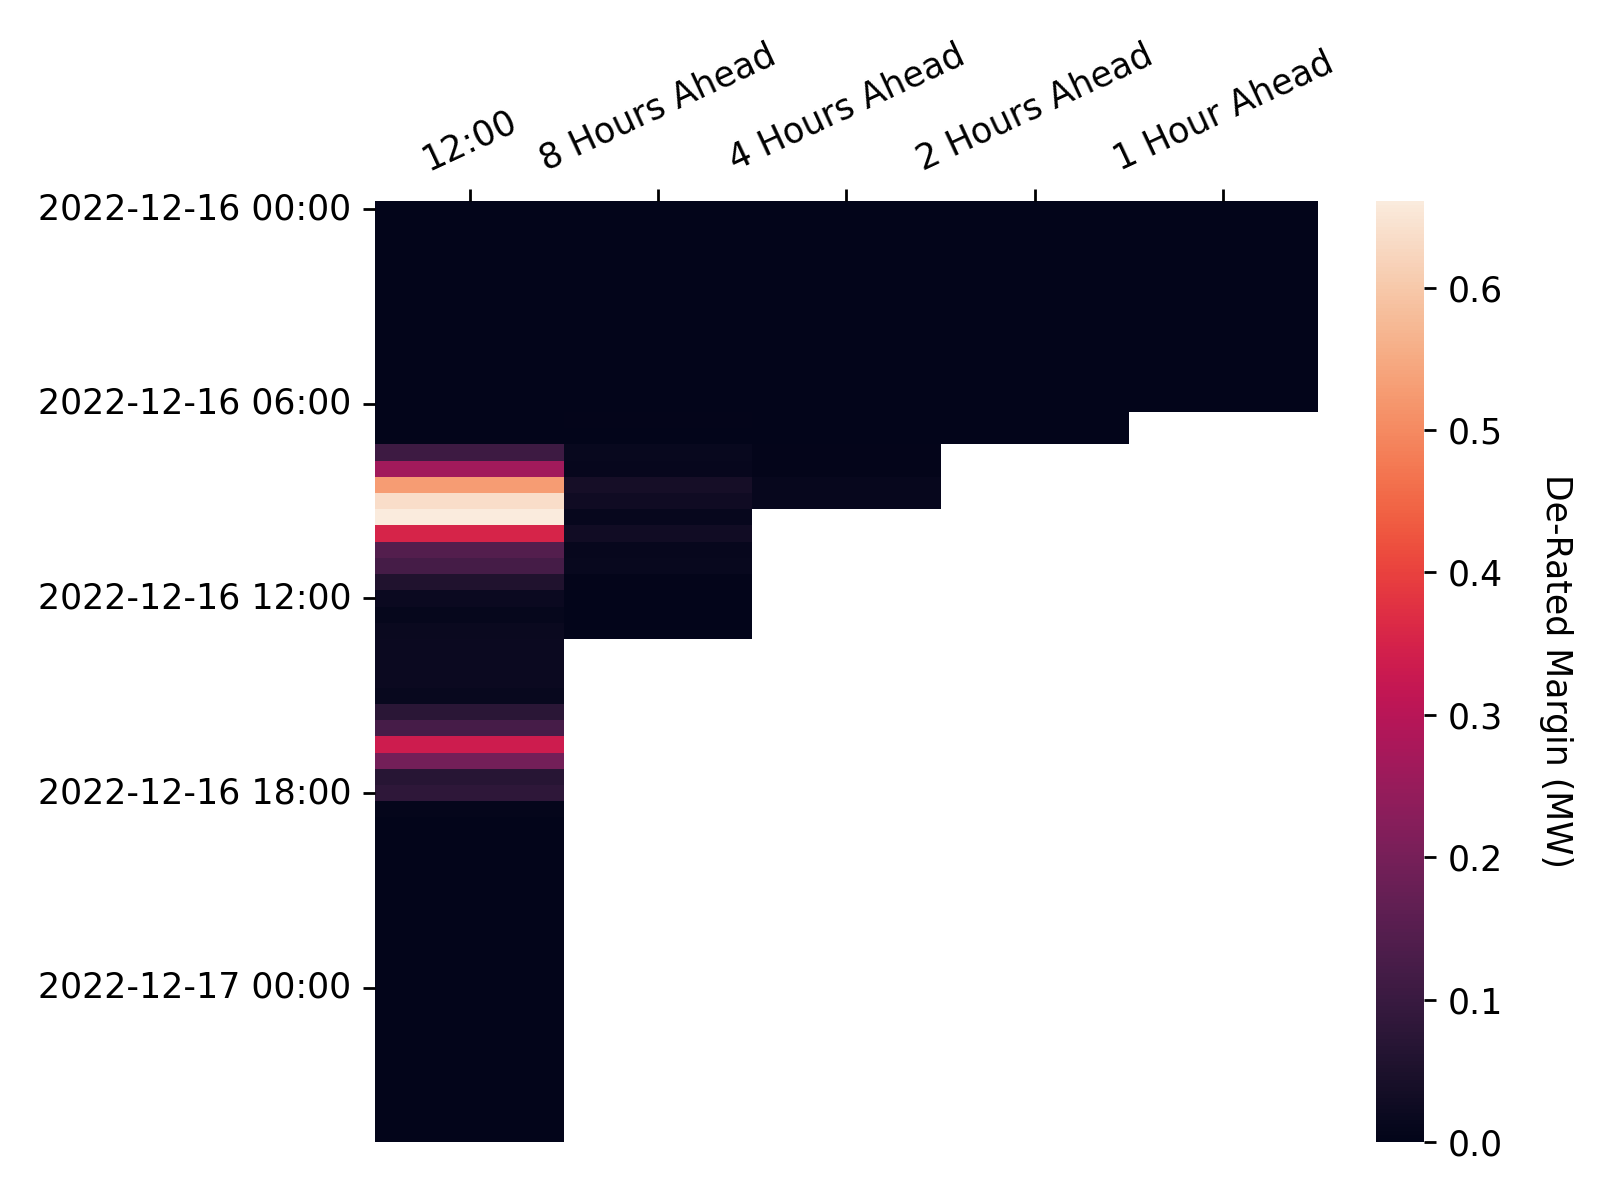 12:00
8 Hours Ahead
4 Hours Ahead
2 Hours Ahead
1 Hour Ahead
2022-12-16 00:00
2022-12-16 06:00
2022-12-16 12:00
2022-12-16 18:00
2022-12-17 00:00
0.6
0.5
0.4
0.3
0.2
0.1
0.0
De-Rated Margin (MW)